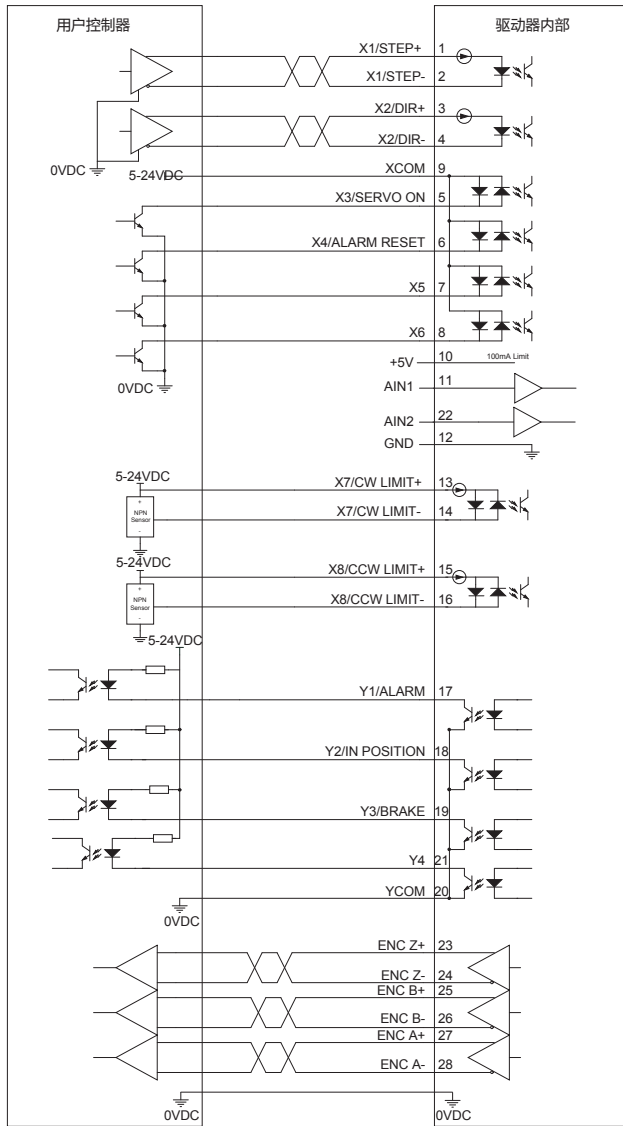 用户控制器
驱动器内部
X1/STEP+ 1
X1/STEP- 2
X2/DIR+ 3
X2/DIR- 4
0VDC
5-24VDC
XCOM 9
X3/SERVO ON 5
X4/ALARM RESET 6
X5 7
X6 8
0VDC
+5V 10 100mA Limit
AIN1 11
AIN2 22
GND 12
5-24VDC
X7/CW LIMIT+ 13
+
NPN
Sensor
-
X7/CW LIMIT- 14
5-24VDC
X8/CCW LIMIT+ 15
+
NPN
Sensor
-
X8/CCW LIMIT- 16
5-24VDC
Y1/ALARM 17
Y2/IN POSITION 18
Y3/BRAKE 19
Y4 21
YCOM 20
0VDC
ENC Z+ 23
ENC Z- 24
ENC B+ 25
ENC B- 26
ENC A+ 27
ENC A- 28
0VDC
0VDC